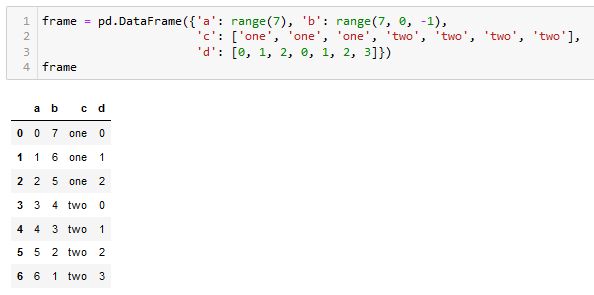 1 frame = pd.DataFrame({'a': range(7), 'b': range(7, 0, -1),
2 'c': ['one', 'one', 'one', 'two', 'two', 'two', 'two'],
3 'd': [0, 1, 2, 0, 1, 2, 3]})
4 frame
a b c d
0 0 7 one 0
1 1 6 one 1
2 2 5 one 2
3 3 4 two 0
4 4 3 two 1
5 5 2 two 2
6 6 1 two 3